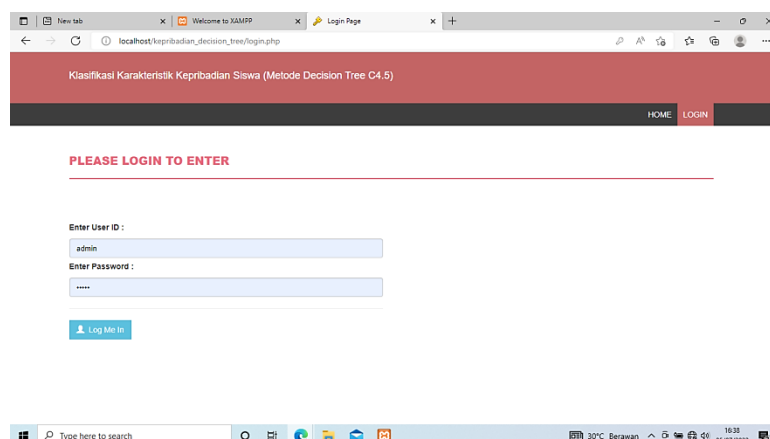 New tab
Welcome to XAMPP
Login Page
localhost/kepribadian_decision_tree/login.php
Klasifikasi Karakteristik Kepribadian Siswa (Metode Decision Tree C4.5)
HOME LOGIN
PLEASE LOGIN TO ENTER
Enter User ID :
admin
Enter Password :
•••••
Log Me In
Type here to search
30°C Berawan
16:38